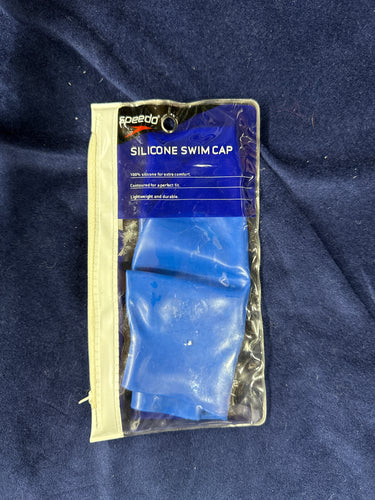 speedo
SILICONE SWIM CAP
100% silicone for extra comfort.
Contoured for a perfect fit.
Lightweight and durable.